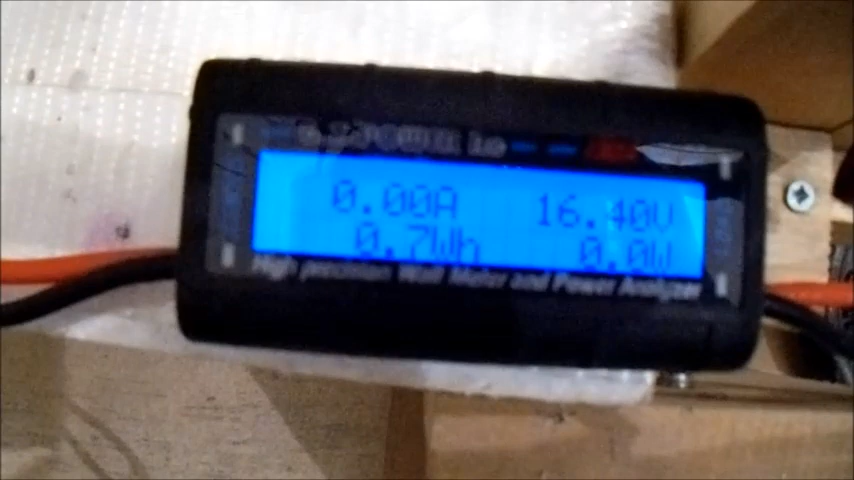 0.00A 16.40V
0.7Wh 0.0W
High precision Watt Meter and Power Analyzer